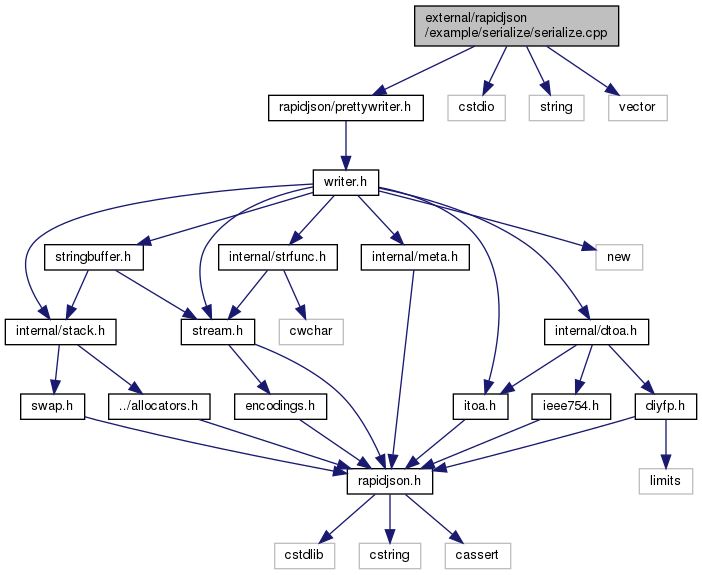 external/rapidjson
/example/serialize/serialize.cpp
rapidjson/prettywriter.h
cstdio
string
vector
writer.h
stringbuffer.h
internal/strfunc.h
internal/meta.h
new
internal/stack.h
stream.h
cwchar
internal/dtoa.h
swap.h
../allocators.h
encodings.h
itoa.h
ieee754.h
diyfp.h
rapidjson.h
limits
cstdlib
cstring
cassert